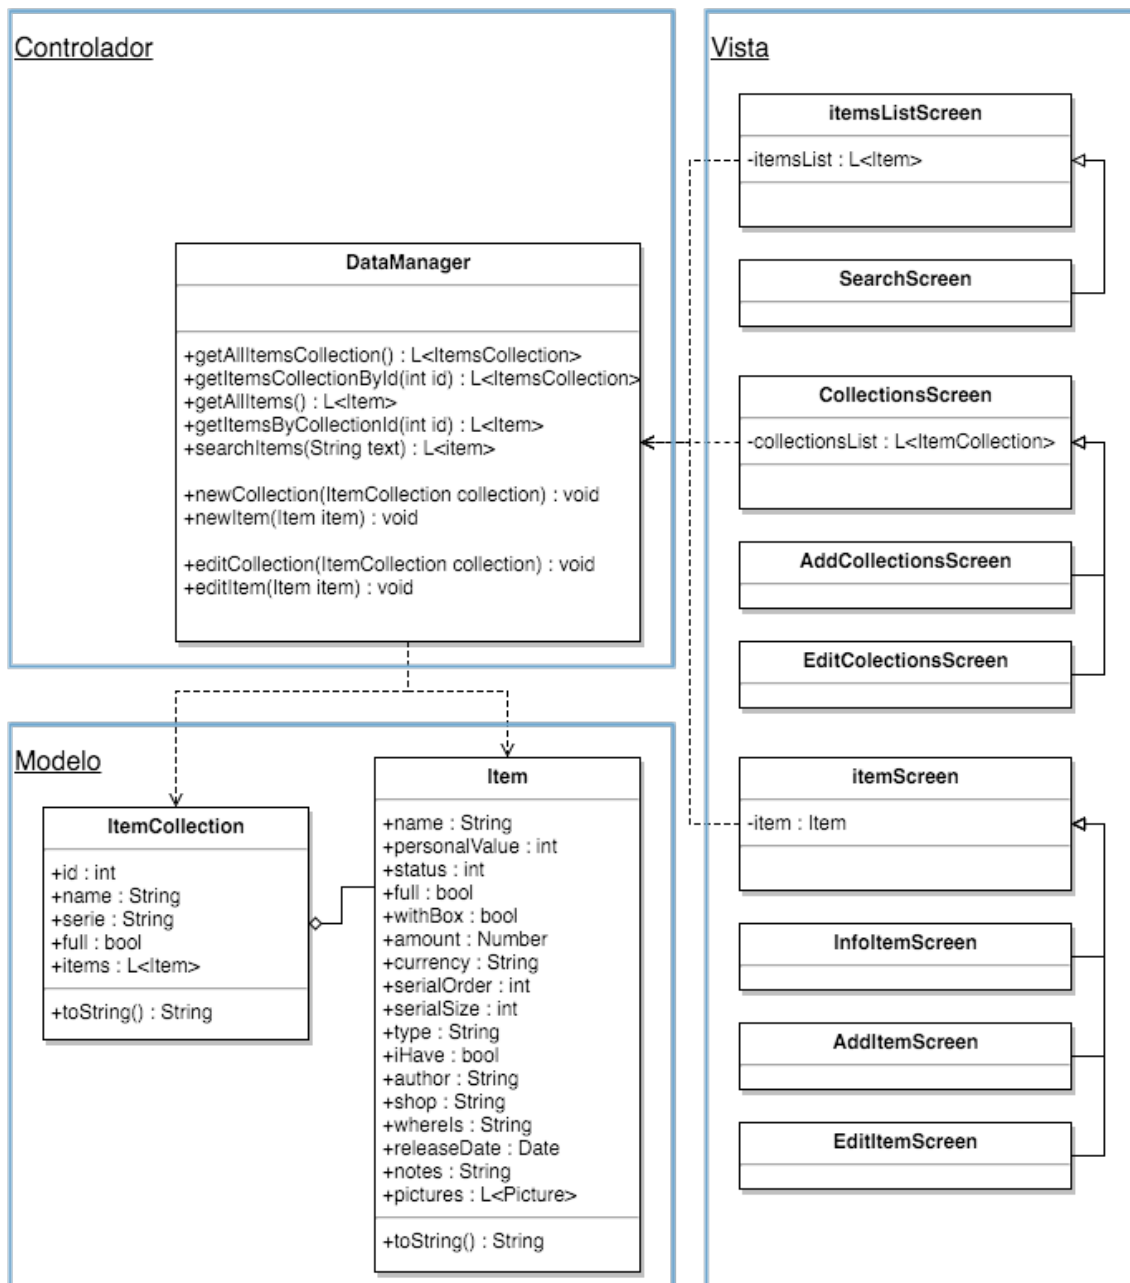 Controlador
DataManager
+getAllItemsCollection() : L<ItemsCollection>
+getItemsCollectionById(int id) : L<ItemsCollection>
+getAllItems() : L<Item>
+getItemsByCollectionId(int id) : L<Item>
+searchItems(String text) : L<item>
+newCollection(ItemCollection collection) : void
+newItem(Item item) : void
+editCollection(ItemCollection collection) : void
+editItem(Item item) : void
Modelo
ItemCollection
+id : int
+name : String
+serie : String
+full : bool
+items : L<Item>
+toString() : String
Item
+name : String
+personalValue : int
+status : int
+full : bool
+withBox : bool
+amount : Number
+currency : String
+serialOrder : int
+serialSize : int
+type : String
+iHave : bool
+author : String
+shop : String
+whereIs : String
+releaseDate : Date
+notes : String
+pictures : L<Picture>
+toString() : String
Vista
itemsListScreen
-itemsList : L<Item>
SearchScreen
CollectionsScreen
-collectionsList : L<ItemCollection>
AddCollectionsScreen
EditColectionsScreen
itemScreen
-item : Item
InfoItemScreen
AddItemScreen
EditItemScreen